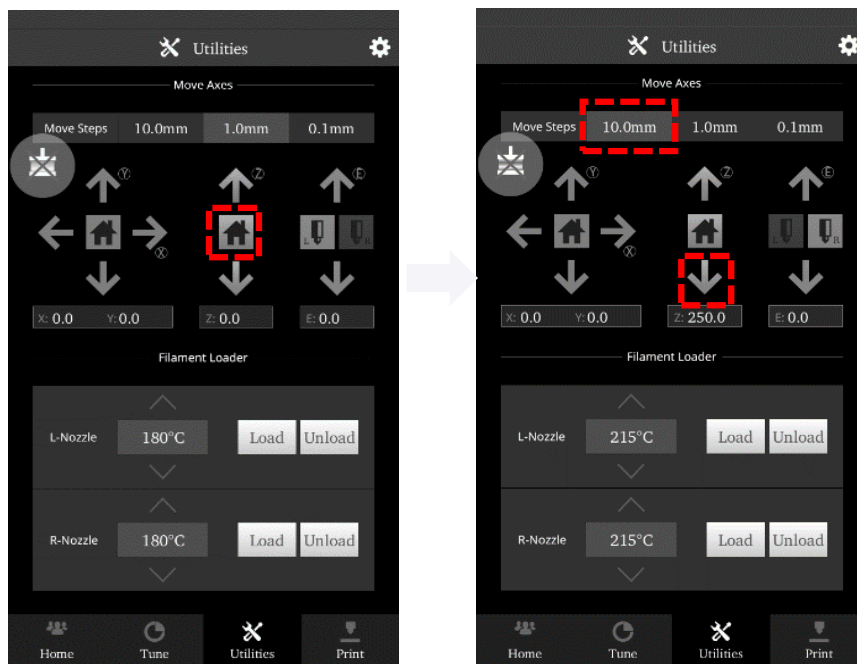 Utilities
Move Axes
Move Steps 10.0mm 1.0mm 0.1mm
Y Z E
X
L R
X: 0.0 Y: 0.0 Z: 0.0 E: 0.0
Filament Loader
L-Nozzle 180°C Load Unload
R-Nozzle 180°C Load Unload
Home Tune Utilities Print
Utilities
Move Axes
Move Steps 10.0mm 1.0mm 0.1mm
Y Z E
X
L R
X: 0.0 Y: 0.0 Z: 250.0 E: 0.0
Filament Loader
L-Nozzle 215°C Load Unload
R-Nozzle 215°C Load Unload
Home Tune Utilities Print